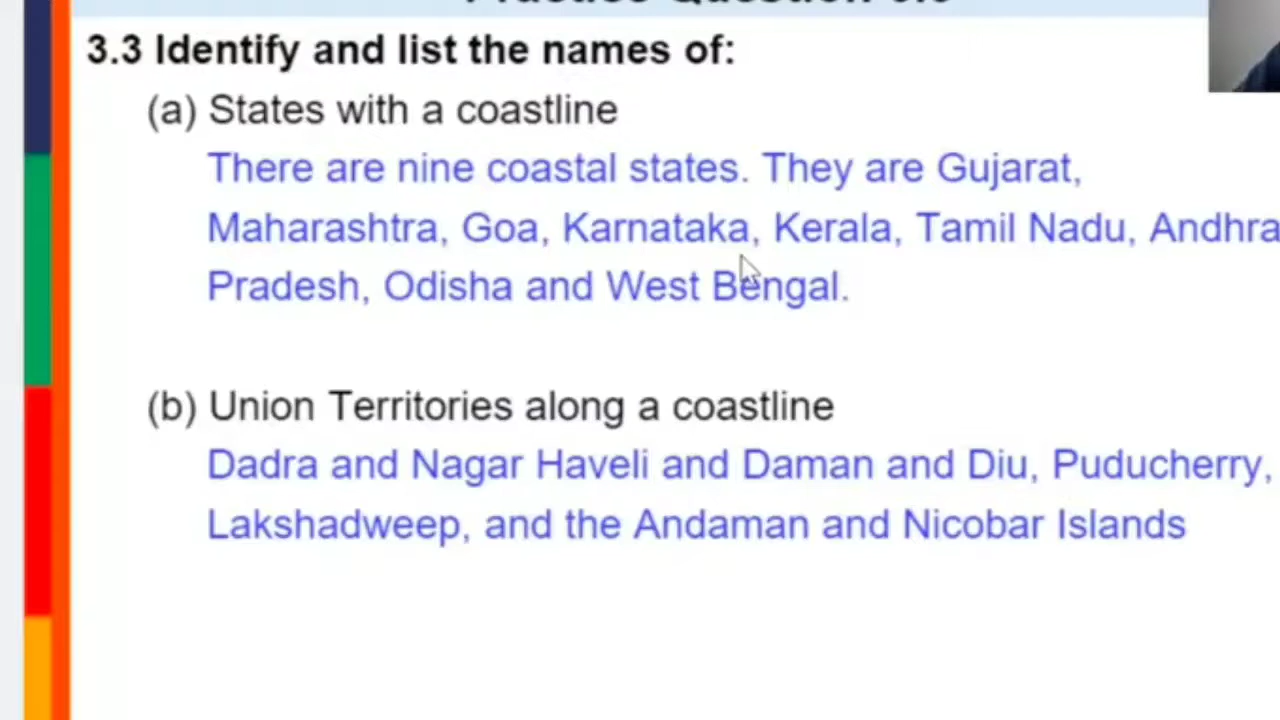 3.3 Identify and list the names of:
(a) States with a coastline
There are nine coastal states. They are Gujarat,
Maharashtra, Goa, Karnataka, Kerala, Tamil Nadu, Andhra
Pradesh, Odisha and West Bengal.
(b) Union Territories along a coastline
Dadra and Nagar Haveli and Daman and Diu, Puducherry,
Lakshadweep, and the Andaman and Nicobar Islands